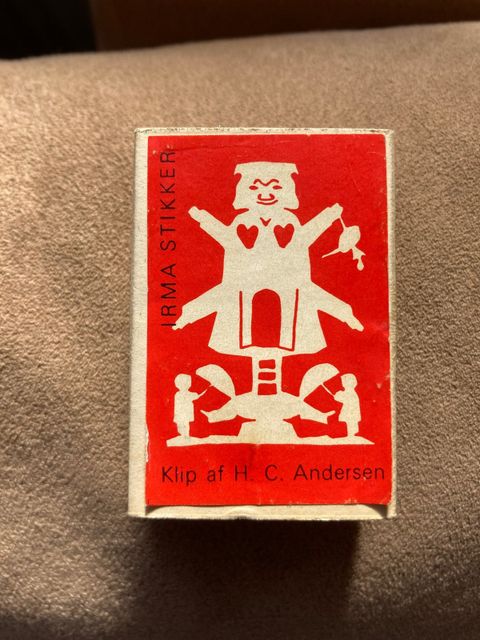 IRMA STIKKER
Klip af H. C. Andersen